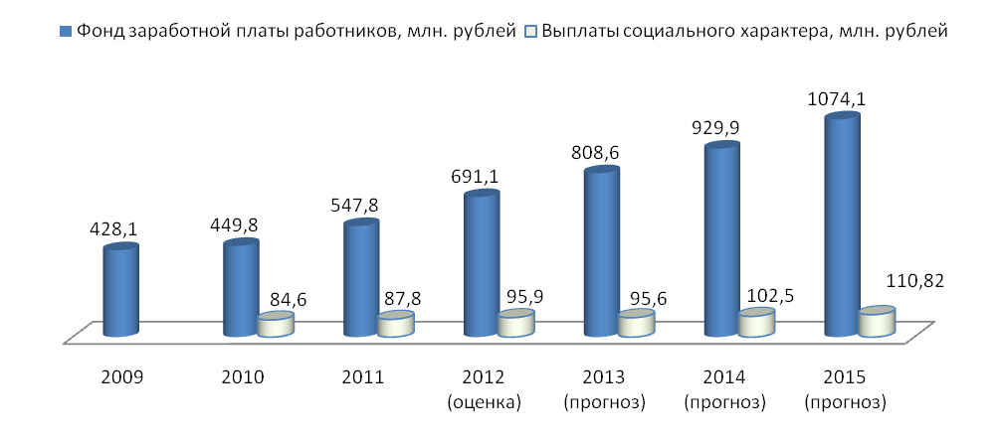 Фонд заработной платы работников, млн. рублей Выплаты социального характера, млн. рублей
1074,1
929,9
808,6
691,1
547,8
428,1 449,8
84,6 87,8 95,9 95,6 102,5 110,82
2009 2010 2011 2012 2013 2014 2015
(оценка) (прогноз) (прогноз) (прогноз)